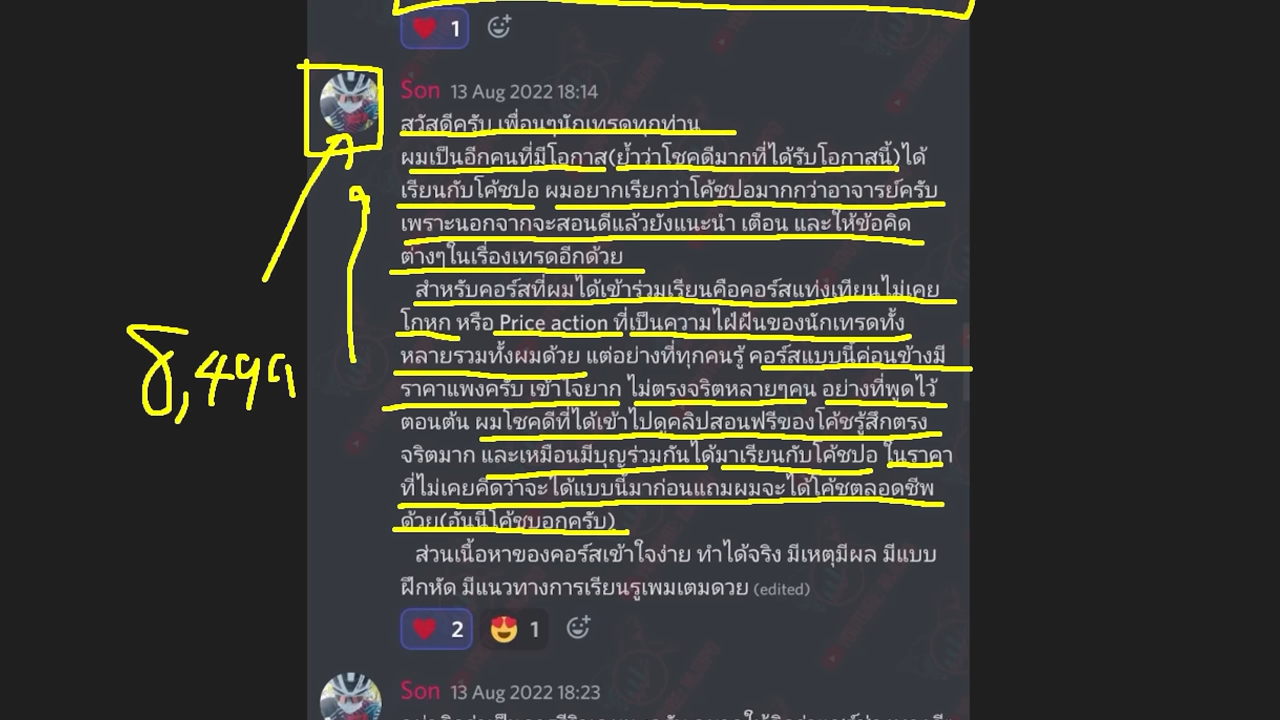 1
Son 13 Aug 2022 18:14
สวัสดีครับ เพื่อนๆนักเทรดทุกท่าน
ผมเป็นอีกคนที่มีโอกาส(ย้ำว่าโชคดีมากที่ได้รับโอกาสนี้)ได้
เรียนกับโค้ชปอ ผมอยากเรียกว่าโค้ชปอมากกว่าอาจารย์ครับ
เพราะนอกจากจะสอนดีแล้วยังแนะนำ เตือน และให้ข้อคิด
ต่างๆในเรื่องเทรดอีกด้วย
สำหรับคอร์สที่ผมได้เข้าร่วมเรียนคือคอร์สแท่งเทียนไม่เคย
โกหก หรือ Price action ที่เป็นความไฝ่ฝันของนักเทรดทั้ง
หลายรวมทั้งผมด้วย แต่อย่างที่ทุกคนรู้ คอร์สแบบนี้ค่อนข้างมี
ราคาแพงครับ เข้าใจยาก ไม่ตรงจริตหลายๆคน อย่างที่พูดไว้
ตอนต้น ผมโชคดีที่ได้เข้าไปดูคลิปสอนฟรีของโค้ชรู้สึกตรง
จริตมาก และเหมือนมีบุญร่วมกันได้มาเรียนกับโค้ชปอ ในราคา
ที่ไม่เคยคิดว่าจะได้แบบนี้มาก่อนแถมผมจะได้โค้ชตลอดชีพ
ด้วย(อันนี้โค้ชบอกครับ)
ส่วนเนื้อหาของคอร์สเข้าใจง่าย ทำได้จริง มีเหตุมีผล มีแบบ
ฝึกหัด มีแนวทางการเรียนรู้เพิ่มเติมด้วย (edited)
2 1
Son 13 Aug 2022 18:23